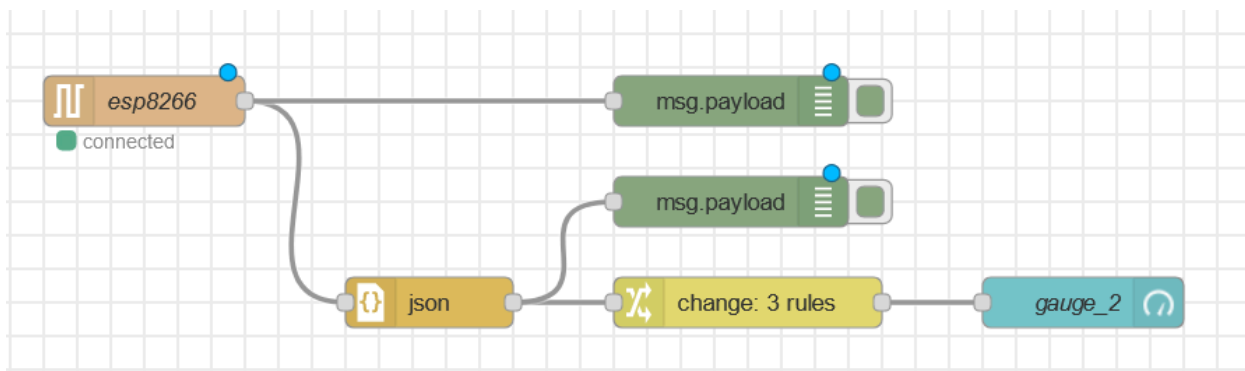 esp8266
connected
msg.payload
msg.payload
json
change: 3 rules
gauge_2